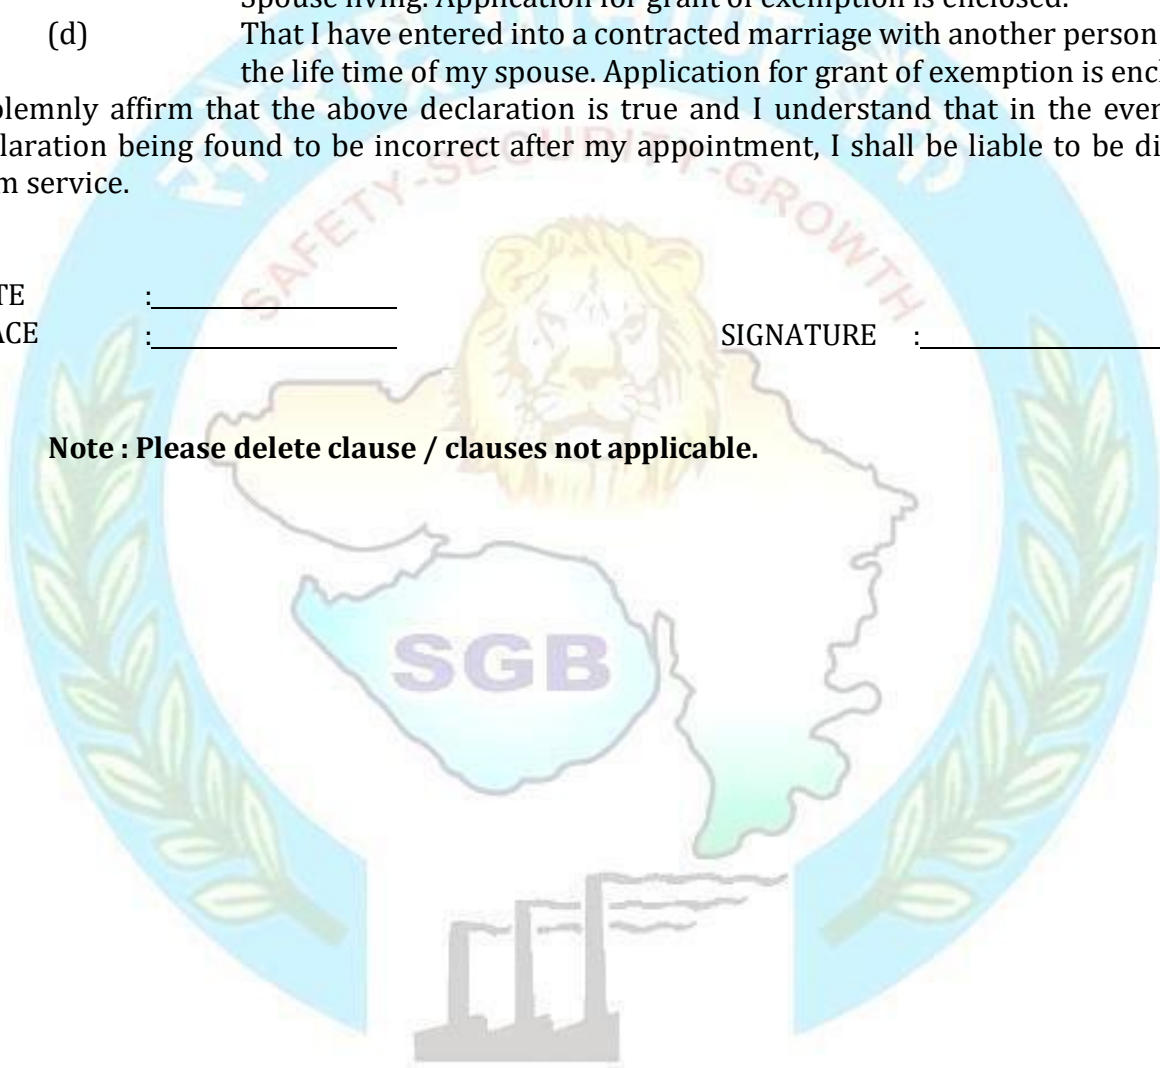 Spouse living. Application for grant of exemption is enclosed.
(d) That I have entered into a contracted marriage with another person
the life time of my spouse. Application for grant of exemption is encl
olemnly affirm that the above declaration is true and I understand that in the even
laration being found to be incorrect after my appointment, I shall be liable to be di
m service.
SAFETY-SECURITY-GROWTH
TE :
ACE :
SIGNATURE :
Note : Please delete clause / clauses not applicable.
SGB